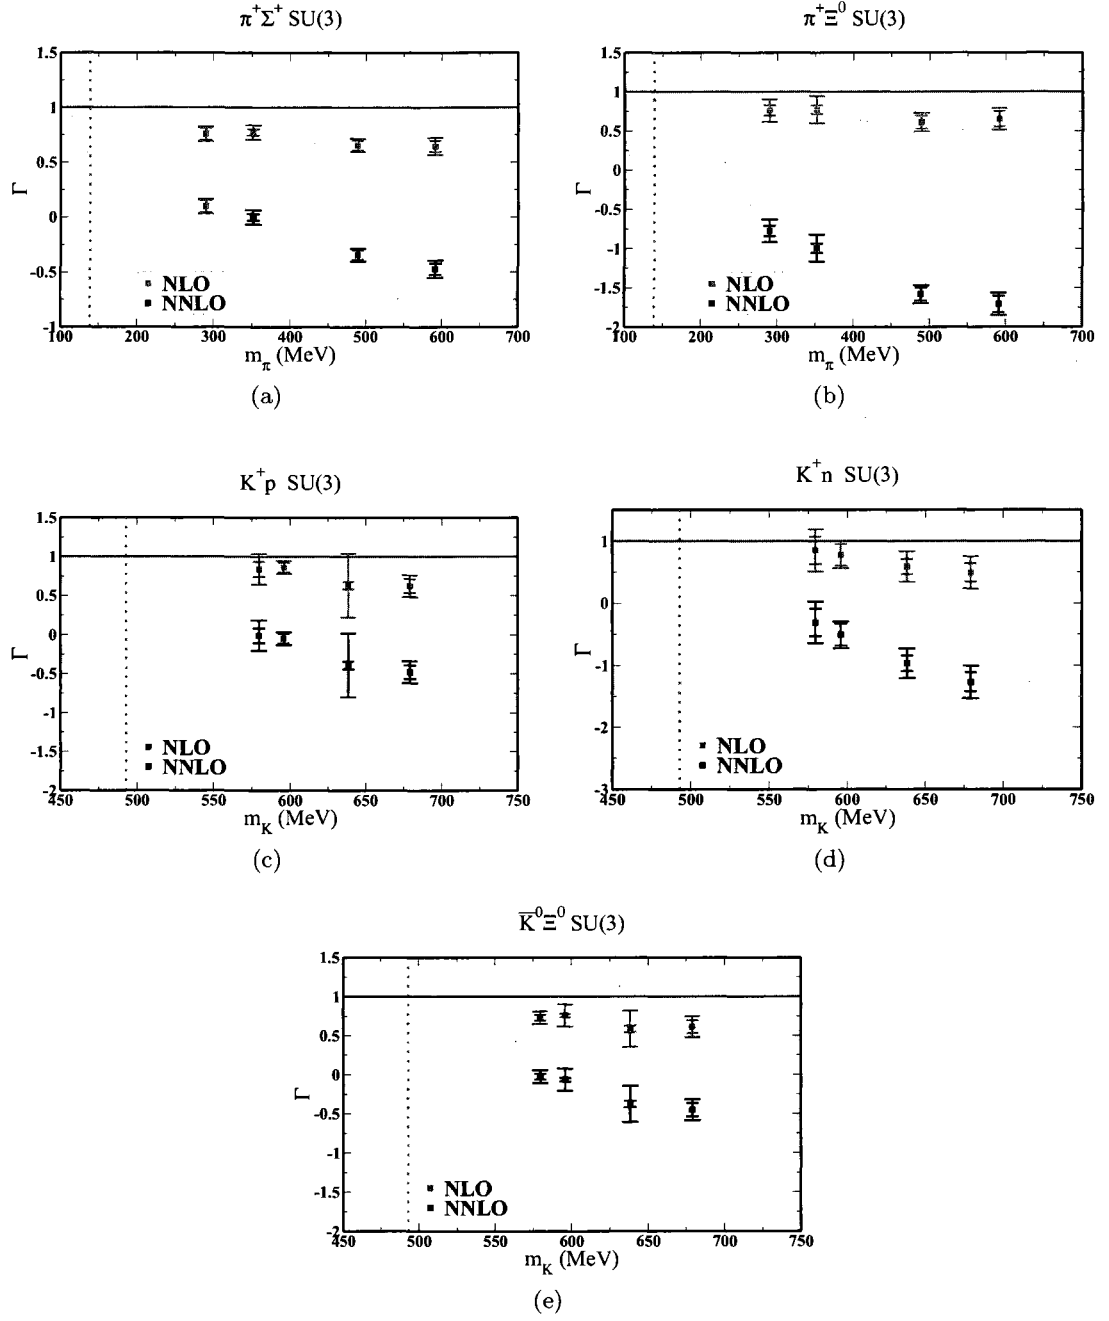 π⁺Σ⁺ SU(3)
1.5
1
0.5
0
-0.5
-1
Γ
NLO
NNLO
100 200 300 400 500 600 700
m_π (MeV)
(a)
π⁺Ξ⁰ SU(3)
1.5
1
0.5
0
-0.5
-1
-1.5
-2
Γ
NLO
NNLO
100 200 300 400 500 600 700
m_π (MeV)
(b)
K⁺p SU(3)
1.5
1
0.5
0
-0.5
-1
-1.5
-2
Γ
NLO
NNLO
450 500 550 600 650 700 750
m_K (MeV)
(c)
K⁺n SU(3)
1
0
-1
-2
-3
Γ
NLO
NNLO
450 500 550 600 650 700 750
m_K (MeV)
(d)
K̅⁰Ξ⁰ SU(3)
1.5
1
0.5
0
-0.5
-1
-1.5
-2
Γ
NLO
NNLO
450 500 550 600 650 700 750
m_K (MeV)
(e)